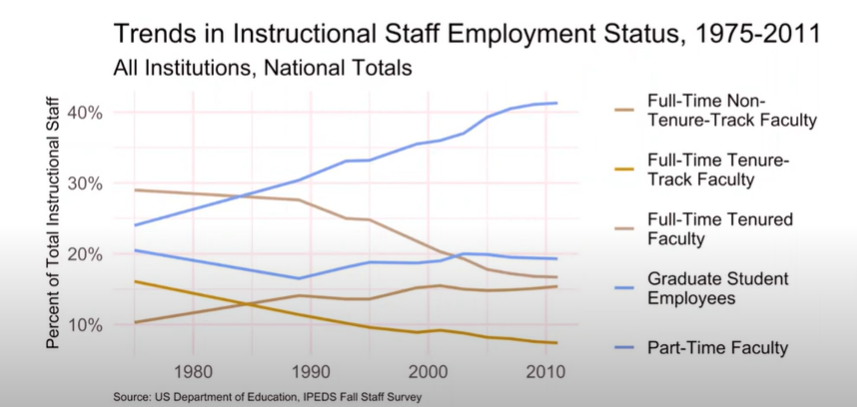 Trends in Instructional Staff Employment Status, 1975-2011
All Institutions, National Totals
Percent of Total Instructional Staff
40%
30%
20%
10%
1980
1990
2000
2010
Full-Time Non-
Tenure-Track Faculty
Full-Time Tenure-
Track Faculty
Full-Time Tenured
Faculty
Graduate Student
Employees
Part-Time Faculty
Source: US Department of Education, IPEDS Fall Staff Survey